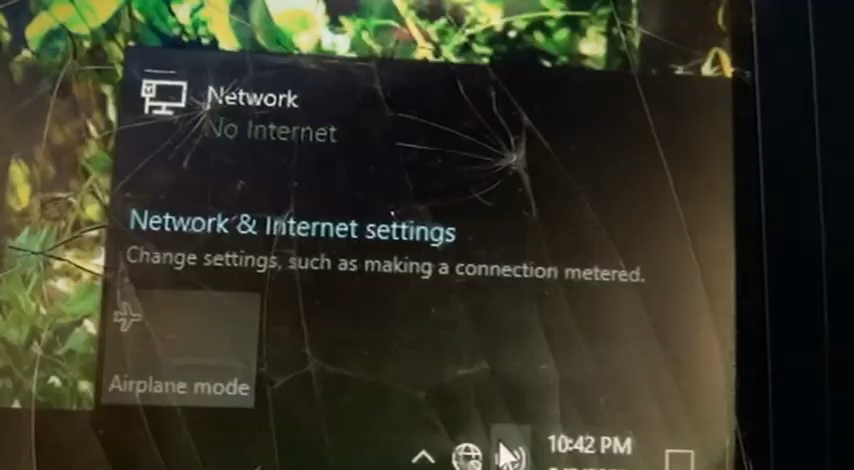 Network
No Internet
Network & Internet settings
Change settings, such as making a connection metered.
Airplane mode
10:42 PM